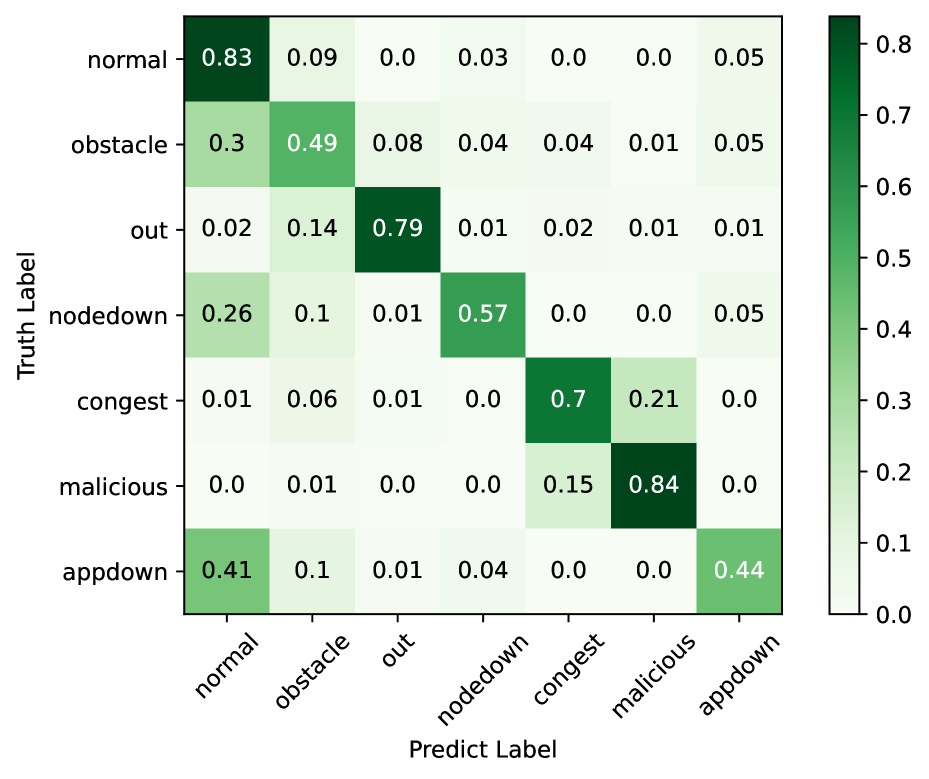 normal 0.83 0.09 0.0 0.03 0.0 0.0 0.05
obstacle 0.3 0.49 0.08 0.04 0.04 0.01 0.05
out 0.02 0.14 0.79 0.01 0.02 0.01 0.01
nodedown 0.26 0.1 0.01 0.57 0.0 0.0 0.05
congest 0.01 0.06 0.01 0.0 0.7 0.21 0.0
malicious 0.0 0.01 0.0 0.0 0.15 0.84 0.0
appdown 0.41 0.1 0.01 0.04 0.0 0.0 0.44
normal obstacle out nodedown congest malicious appdown
Predict Label
Truth Label
0.8
0.7
0.6
0.5
0.4
0.3
0.2
0.1
0.0